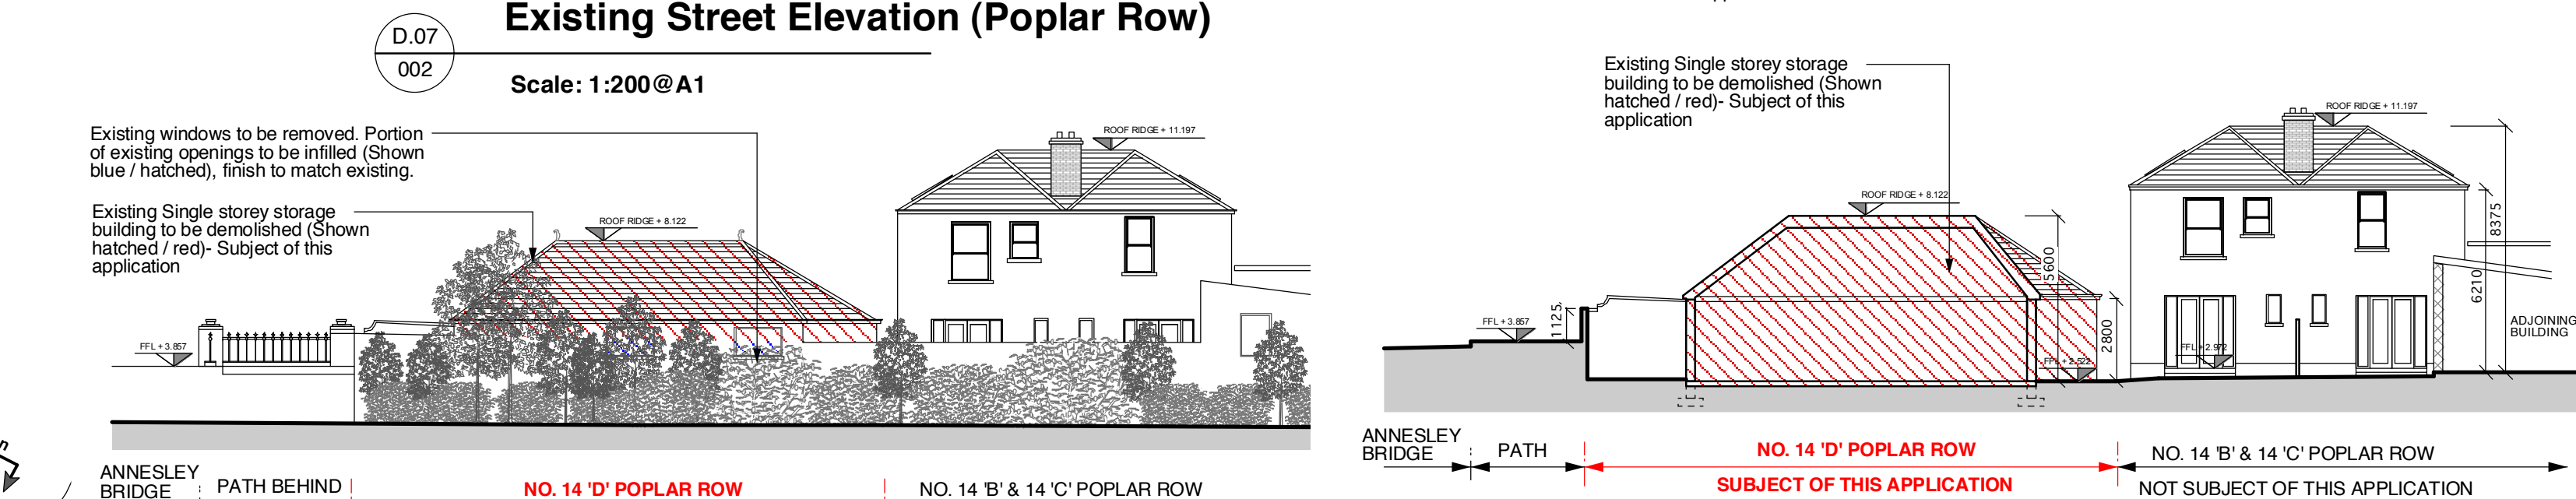 Existing Street Elevation (Poplar Row)
D.07
002
Scale: 1:200@A1
Existing windows to be removed. Portion
of existing openings to be infilled (Shown
blue / hatched), finish to match existing.
Existing Single storey storage
building to be demolished (Shown
hatched / red)- Subject of this
application
ROOF RIDGE + 8.122
ROOF RIDGE + 11.197
FFL + 3.857
ANNESLEY
BRIDGE
PATH BEHIND
NO. 14 'D' POPLAR ROW
NO. 14 'B' & 14 'C' POPLAR ROW
Existing Single storey storage
building to be demolished (Shown
hatched / red)- Subject of this
application
ROOF RIDGE + 8.122
ROOF RIDGE + 11.197
FFL + 3.857
1125
5600
2800
FFL + 2.522
FFL + 2.972
6210
8375
ADJOINING
BUILDING
ANNESLEY
BRIDGE
PATH
NO. 14 'D' POPLAR ROW
SUBJECT OF THIS APPLICATION
NO. 14 'B' & 14 'C' POPLAR ROW
NOT SUBJECT OF THIS APPLICATION